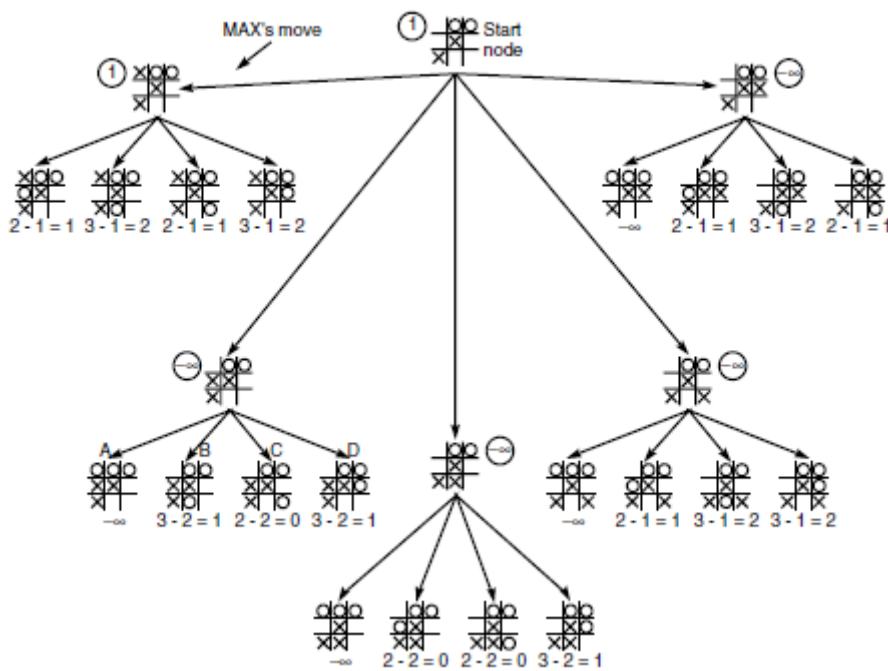 MAX's move
1 Start
node
1
–∞
2 - 1 = 1 3 - 1 = 2 2 - 1 = 1 3 - 1 = 2
–∞ 2 - 1 = 1 3 - 1 = 2 2 - 1 = 1
–∞
–∞
A B C D
–∞ 3 - 2 = 1 2 - 2 = 0 3 - 2 = 1
–∞
–∞ 2 - 1 = 1 3 - 1 = 2 3 - 1 = 2
–∞ 2 - 2 = 0 2 - 2 = 0 3 - 2 = 1